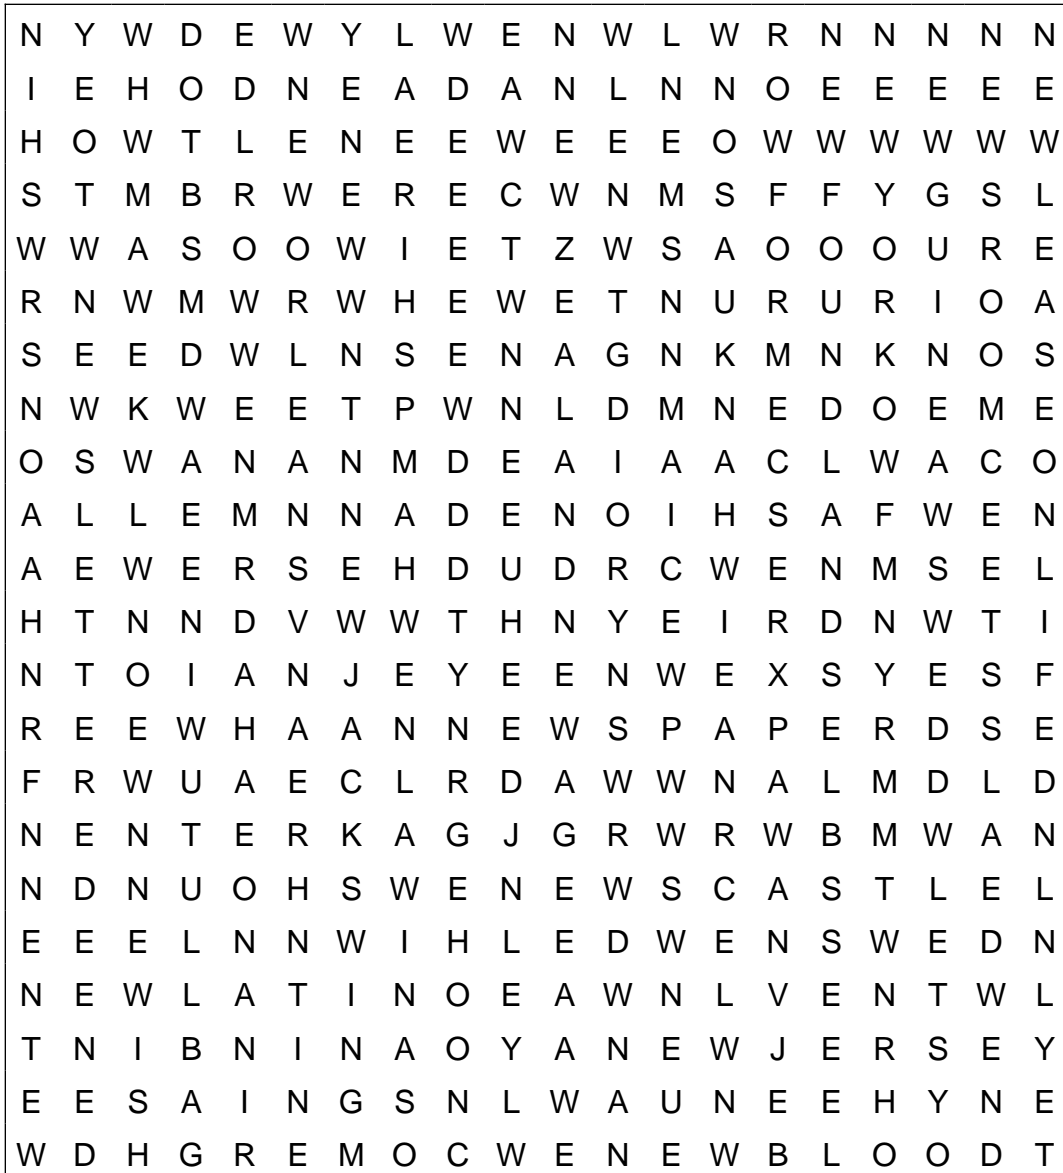 N Y W D E W Y L W E N W L W R N N N N N
I E H O D N E A D A N L N N O E E E E E
H O W T L E N E E W E E E O W W W W W W
S T M B R W E R E C W N M S F F Y G S L
W W A S O O W I E T Z W S A O O O U R E
R N W M W R W H E W E T N U R U R I O A
S E E D W L N S E N A G N K M N K N O S
N W K W E E T P W N L D M N E D O E M E
O S W A N A N M D E A I A A C L W A C O
A L L E M N N A D E N O I H S A F W E N
A E W E R S E H D U D R C W E N M S E L
H T N N D V W W T H N Y E I R D N W T I
N T O I A N J E Y E E N W E X S Y E S F
R E E W H A A N N E W S P A P E R D S E
F R W U A E C L R D A W W N A L M D L D
N E N T E R K A G J G R W R W B M W A N
N D N U O H S W E N E W S C A S T L E L
E E E L N N W I H L E D W E N S W E D N
N E W L A T I N O E A W N L V E N T W L
T N I B N I N A O Y A N E W J E R S E Y
E E S A I N G S N L W A U N E E H Y N E
W D H G R E M O C W E N E W B L O O D T